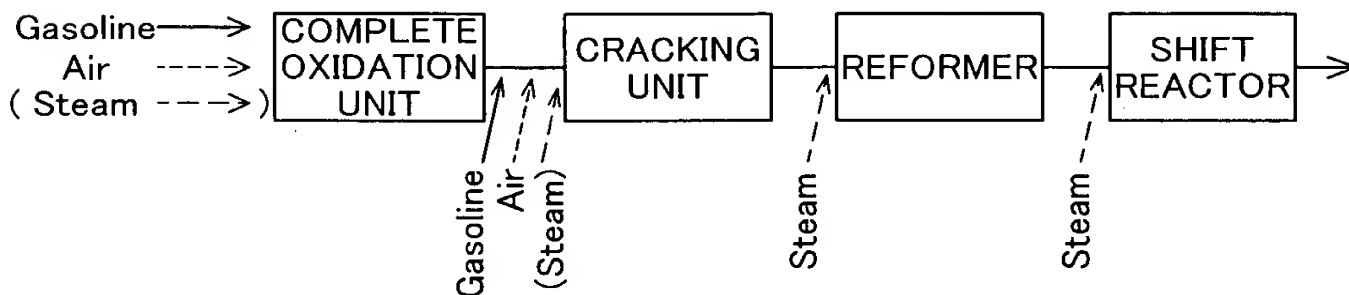 Gasoline
Air
( Steam )
COMPLETE
OXIDATION
UNIT
Gasoline
Air
(Steam)
CRACKING
UNIT
Steam
REFORMER
Steam
SHIFT
REACTOR